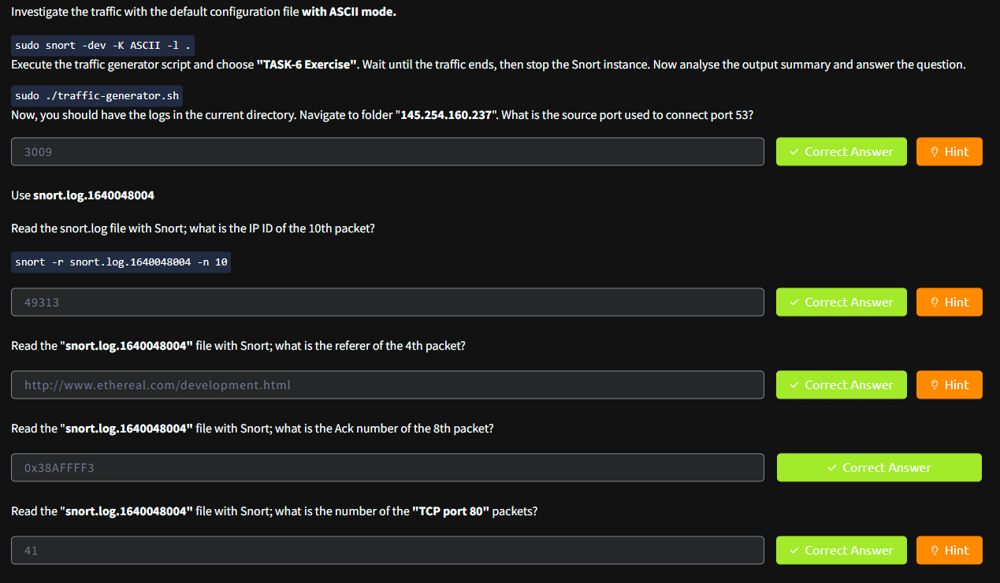 Investigate the traffic with the default configuration file with ASCII mode.
sudo snort -dev -K ASCII -l .
Execute the traffic generator script and choose "TASK-6 Exercise". Wait until the traffic ends, then stop the Snort instance. Now analyse the output summary and answer the question.
sudo ./traffic-generator.sh
Now, you should have the logs in the current directory. Navigate to folder "145.254.160.237". What is the source port used to connect port 53?
3009 Correct Answer Hint
Use snort.log.1640048004
Read the snort.log file with Snort; what is the IP ID of the 10th packet?
snort -r snort.log.1640048004 -n 10
49313 Correct Answer Hint
Read the "snort.log.1640048004" file with Snort; what is the referer of the 4th packet?
http://www.ethereal.com/development.html Correct Answer Hint
Read the "snort.log.1640048004" file with Snort; what is the Ack number of the 8th packet?
0x38AFFFF3 Correct Answer
Read the "snort.log.1640048004" file with Snort; what is the number of the "TCP port 80" packets?
41 Correct Answer Hint